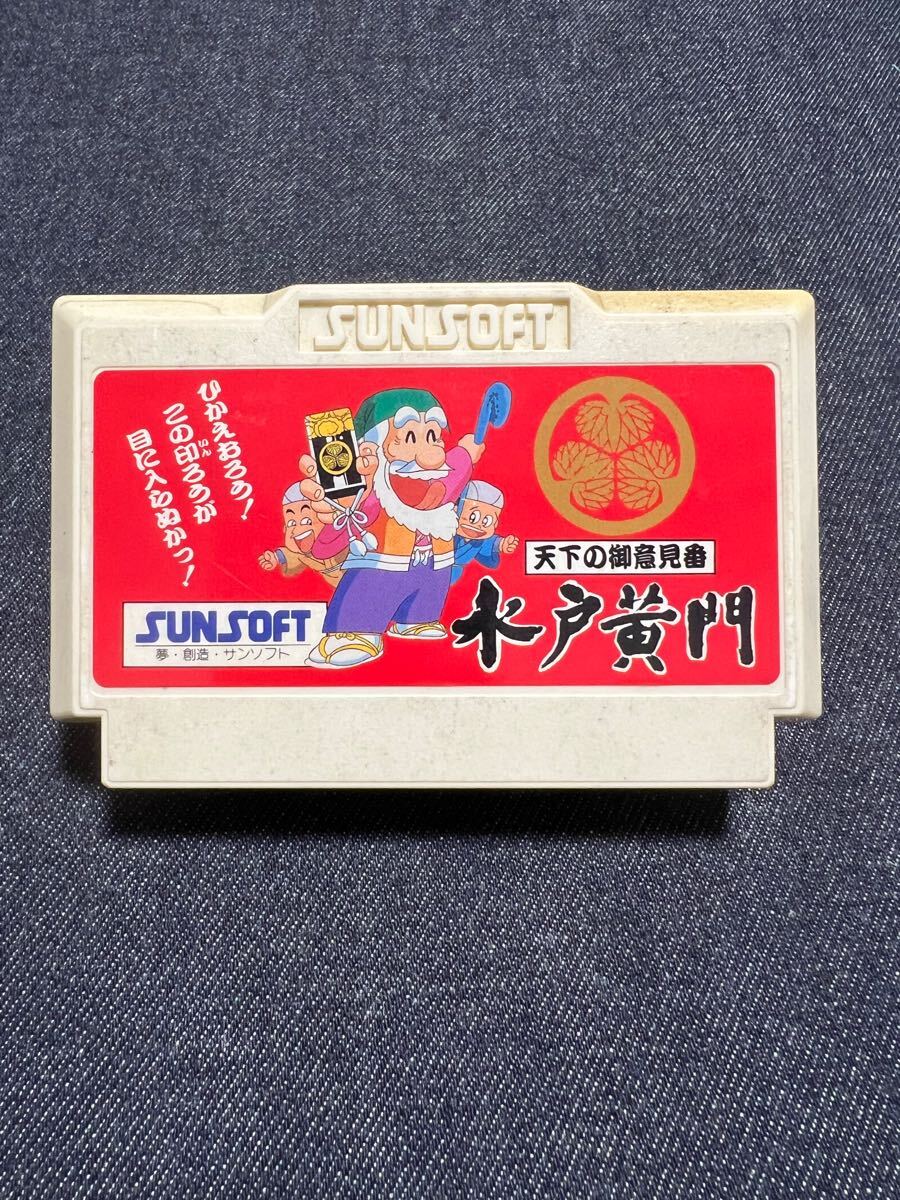 SUNSOFT
ひかえおろう!
この印ろうが
いん
目に入らぬかっ!
天下の御意見番
水戸黄門
SUNSOFT
夢・創造・サンソフト